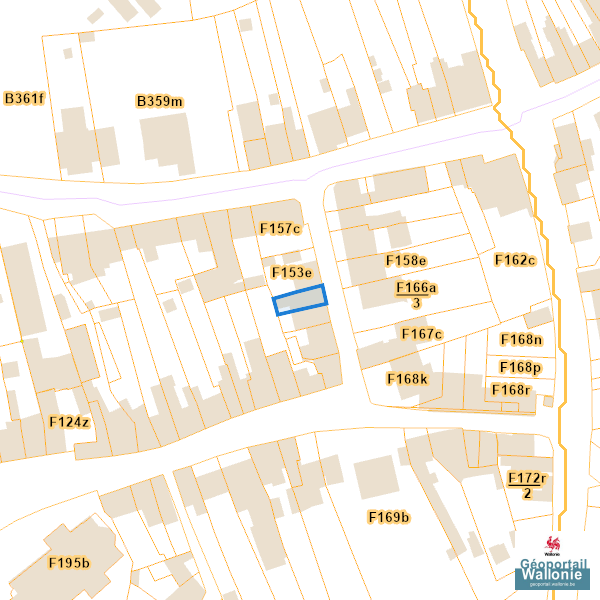 B361f
B359m
F157c
F153e
F158e
F162c
F166a
3
F167c
F168n
F168p
F168k
F168r
F124z
F172r
2
F169b
F195b
Wallonie
Géoportail
Wallonie
geoportail.wallonie.be